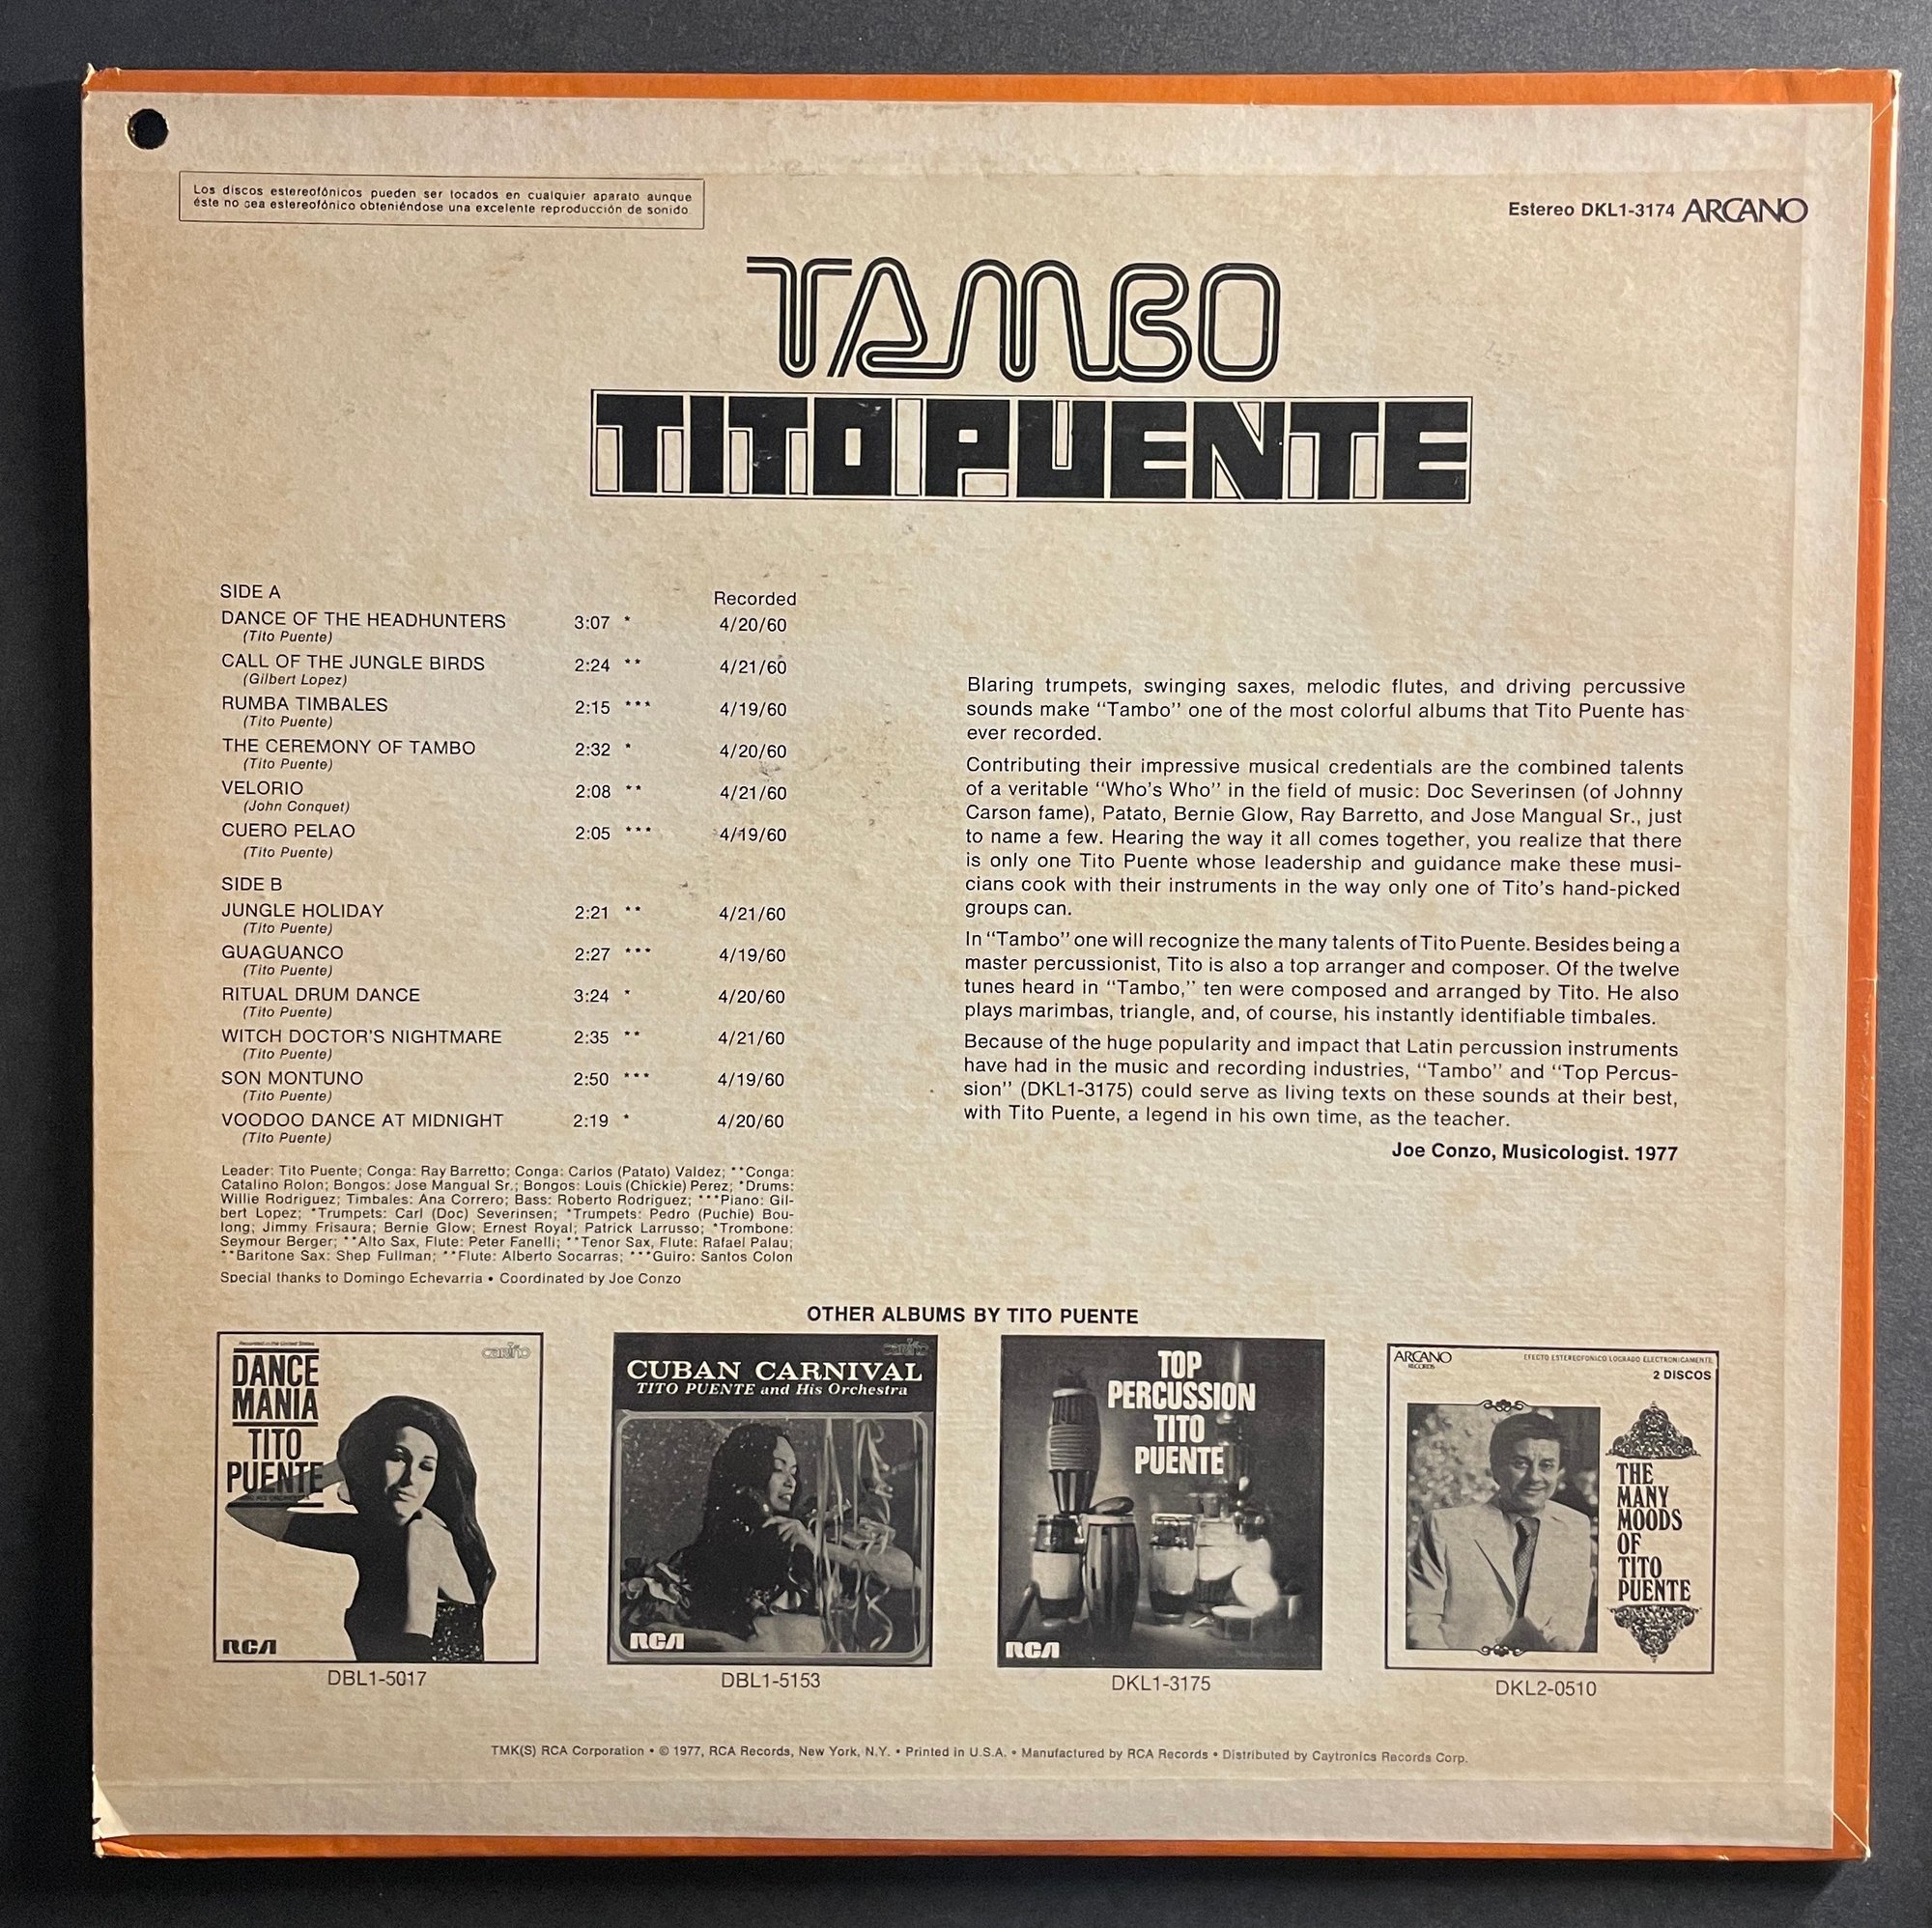 Los discos estereofónicos pueden ser tocados en cualquier aparato aunque
éste no sea estereofónico obteniéndose una excelente reproducción de sonido
Estereo DKL1-3174 ARCANO
TAMBO
TITO PUENTE
SIDE A
Recorded
DANCE OF THE HEADHUNTERS 3:07 * 4/20/60
(Tito Puente)
CALL OF THE JUNGLE BIRDS 2:24 ** 4/21/60
(Gilbert Lopez)
RUMBA TIMBALES 2:15 *** 4/19/60
(Tito Puente)
THE CEREMONY OF TAMBO 2:32 * 4/20/60
(Tito Puente)
VELORIO 2:08 ** 4/21/60
(John Conquet)
CUERO PELAO 2:05 *** 4/19/60
(Tito Puente)
SIDE B
JUNGLE HOLIDAY 2:21 ** 4/21/60
(Tito Puente)
GUAGUANCO 2:27 *** 4/19/60
(Tito Puente)
RITUAL DRUM DANCE 3:24 * 4/20/60
(Tito Puente)
WITCH DOCTOR'S NIGHTMARE 2:35 ** 4/21/60
(Tito Puente)
SON MONTUNO 2:50 *** 4/19/60
(Tito Puente)
VOODOO DANCE AT MIDNIGHT 2:19 * 4/20/60
(Tito Puente)
Leader: Tito Puente; Conga: Ray Barretto; Conga: Carlos (Patato) Valdez; **Conga:
Catalino Rolon; Bongos: Jose Mangual Sr.; Bongos: Louis (Chickie) Perez; *Drums:
Willie Rodriguez; Timbales: Ana Correro; Bass: Roberto Rodriguez; ***Piano: Gil-
bert Lopez; *Trumpets: Carl (Doc) Severinsen; *Trumpets: Pedro (Puchie) Bou-
long; Jimmy Frisaura; Bernie Glow; Ernest Royal; Patrick Larrusso; *Trombone:
Seymour Berger; **Alto Sax, Flute: Peter Fanelli; **Tenor Sax, Flute: Rafael Palau;
**Baritone Sax: Shep Fullman; **Flute: Alberto Socarras; ***Guiro: Santos Colon
Special thanks to Domingo Echevarria • Coordinated by Joe Conzo
Blaring trumpets, swinging saxes, melodic flutes, and driving percussive
sounds make "Tambo" one of the most colorful albums that Tito Puente has
ever recorded.
Contributing their impressive musical credentials are the combined talents
of a veritable "Who's Who" in the field of music: Doc Severinsen (of Johnny
Carson fame), Patato, Bernie Glow, Ray Barretto, and Jose Mangual Sr., just
to name a few. Hearing the way it all comes together, you realize that there
is only one Tito Puente whose leadership and guidance make these musi-
cians cook with their instruments in the way only one of Tito's hand-picked
groups can.
In "Tambo" one will recognize the many talents of Tito Puente. Besides being a
master percussionist, Tito is also a top arranger and composer. Of the twelve
tunes heard in "Tambo," ten were composed and arranged by Tito. He also
plays marimbas, triangle, and, of course, his instantly identifiable timbales.
Because of the huge popularity and impact that Latin percussion instruments
have had in the music and recording industries, "Tambo" and "Top Percus-
sion" (DKL1-3175) could serve as living texts on these sounds at their best,
with Tito Puente, a legend in his own time, as the teacher.
Joe Conzo, Musicologist. 1977
OTHER ALBUMS BY TITO PUENTE
Recorded in the United States
cariño
DANCE
MANIA
TITO
PUENTE
RCA
DBL1-5017
cariño
CUBAN CARNIVAL
TITO PUENTE and His Orchestra
RCA
DBL1-5153
TOP
PERCUSSION
TITO
PUENTE
RCA
DKL1-3175
ARCANO
RECORDS
EFECTO ESTEREOFONICO LOGRADO ELECTRONICAMENTE
2 DISCOS
THE
MANY
MOODS
OF
TITO
PUENTE
DKL2-0510
TMK(S) RCA Corporation • © 1977, RCA Records, New York, N.Y. • Printed in U.S.A. • Manufactured by RCA Records • Distributed by Caytronics Records Corp.